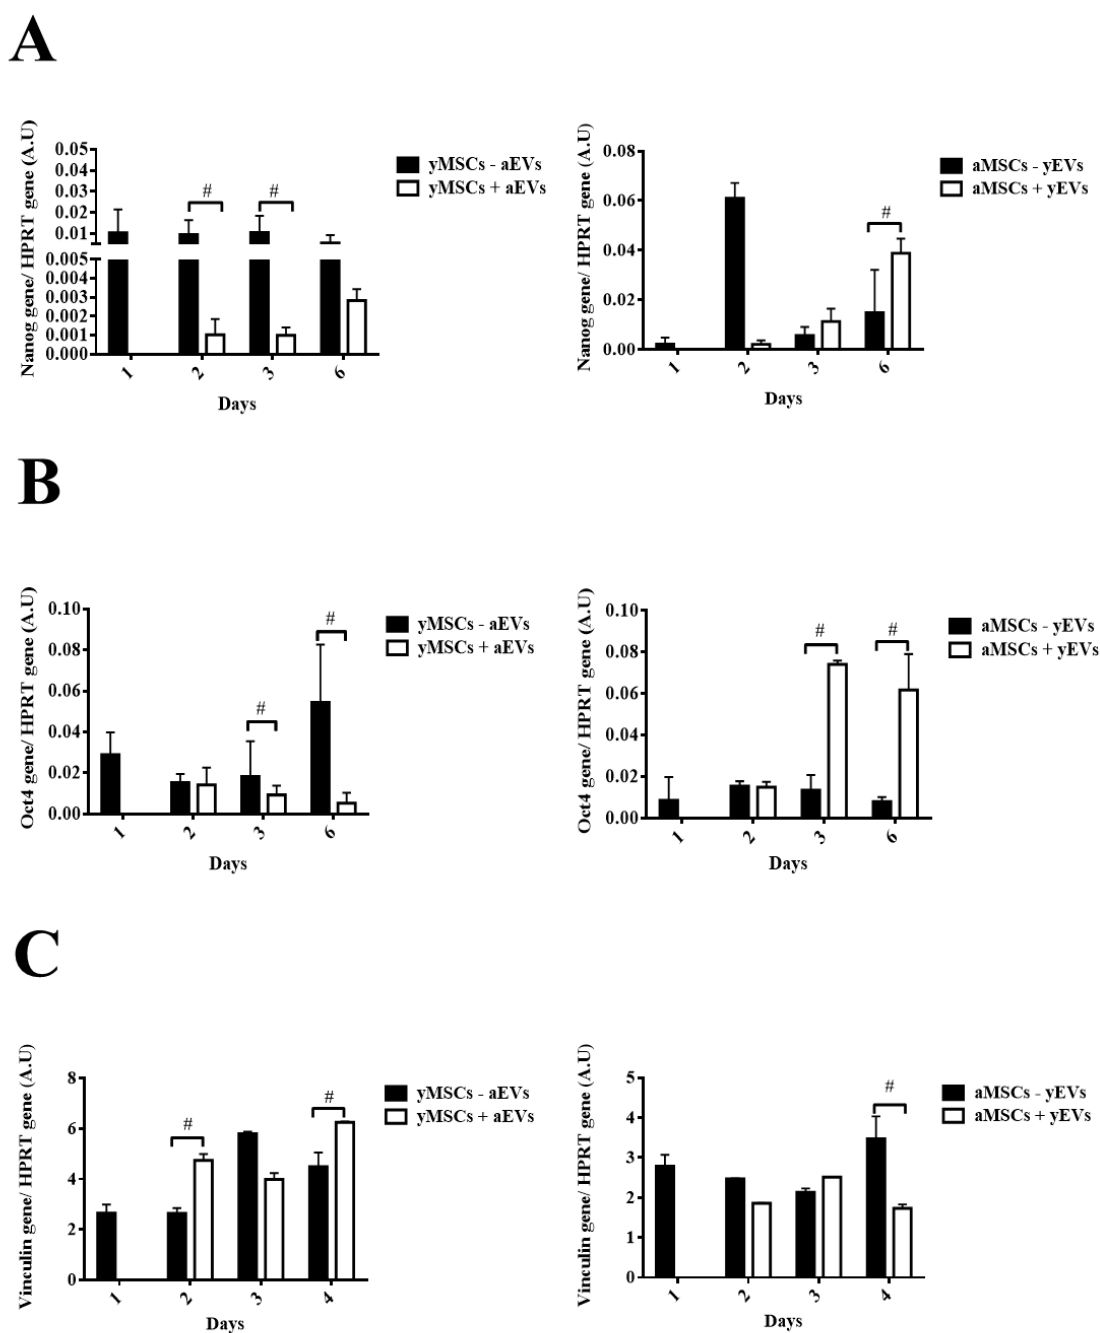 A
Nanog gene/ HPRT gene (A.U)
0.05
0.04
0.03
0.02
0.01
0.005
0.004
0.003
0.002
0.001
0.000
# #
1 2 3 6
Days
yMSCs - aEVs
yMSCs + aEVs
Nanog gene/ HPRT gene (A.U)
0.08
0.06
0.04
0.02
0.00
#
1 2 3 6
Days
aMSCs - yEVs
aMSCs + yEVs
B
Oct4 gene/ HPRT gene (A.U)
0.10
0.08
0.06
0.04
0.02
0.00
# #
1 2 3 6
Days
yMSCs - aEVs
yMSCs + aEVs
Oct4 gene/ HPRT gene (A.U)
0.10
0.08
0.06
0.04
0.02
0.00
# #
1 2 3 6
Days
aMSCs - yEVs
aMSCs + yEVs
C
Vinculin gene/ HPRT gene (A.U)
8
6
4
2
0
# #
1 2 3 4
Days
yMSCs - aEVs
yMSCs + aEVs
Vinculin gene/ HPRT gene (A.U)
5
4
3
2
1
0
#
1 2 3 4
Days
aMSCs - yEVs
aMSCs + yEVs